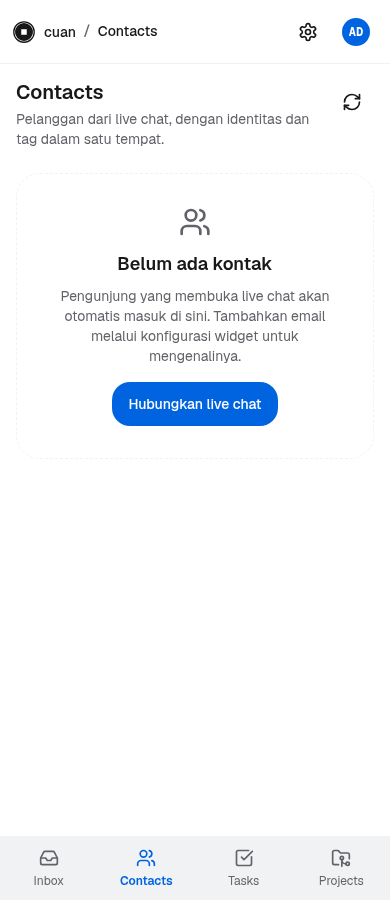 cuan / Contacts
AD
Contacts
Pelanggan dari live chat, dengan identitas dan
tag dalam satu tempat.
Belum ada kontak
Pengunjung yang membuka live chat akan
otomatis masuk di sini. Tambahkan email
melalui konfigurasi widget untuk
mengenalinya.
Hubungkan live chat
Inbox
Contacts
Tasks
Projects